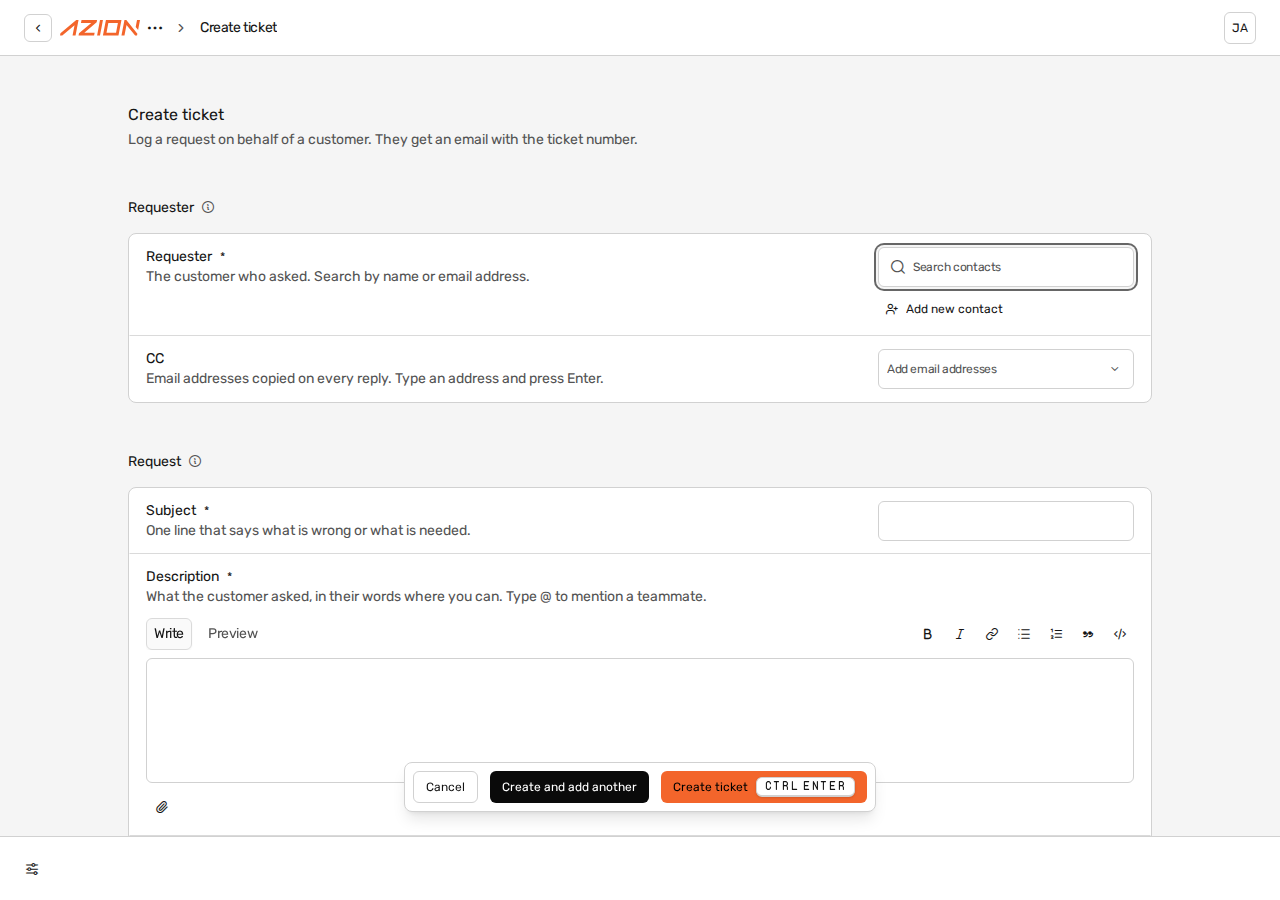 AZION ··· > Create ticket
JA
Create ticket
Log a request on behalf of a customer. They get an email with the ticket number.
Requester
Requester *
The customer who asked. Search by name or email address.
Search contacts
Add new contact
CC
Email addresses copied on every reply. Type an address and press Enter.
Add email addresses
Request
Subject *
One line that says what is wrong or what is needed.
Description *
What the customer asked, in their words where you can. Type @ to mention a teammate.
Write Preview
Cancel Create and add another Create ticket CTRL ENTER